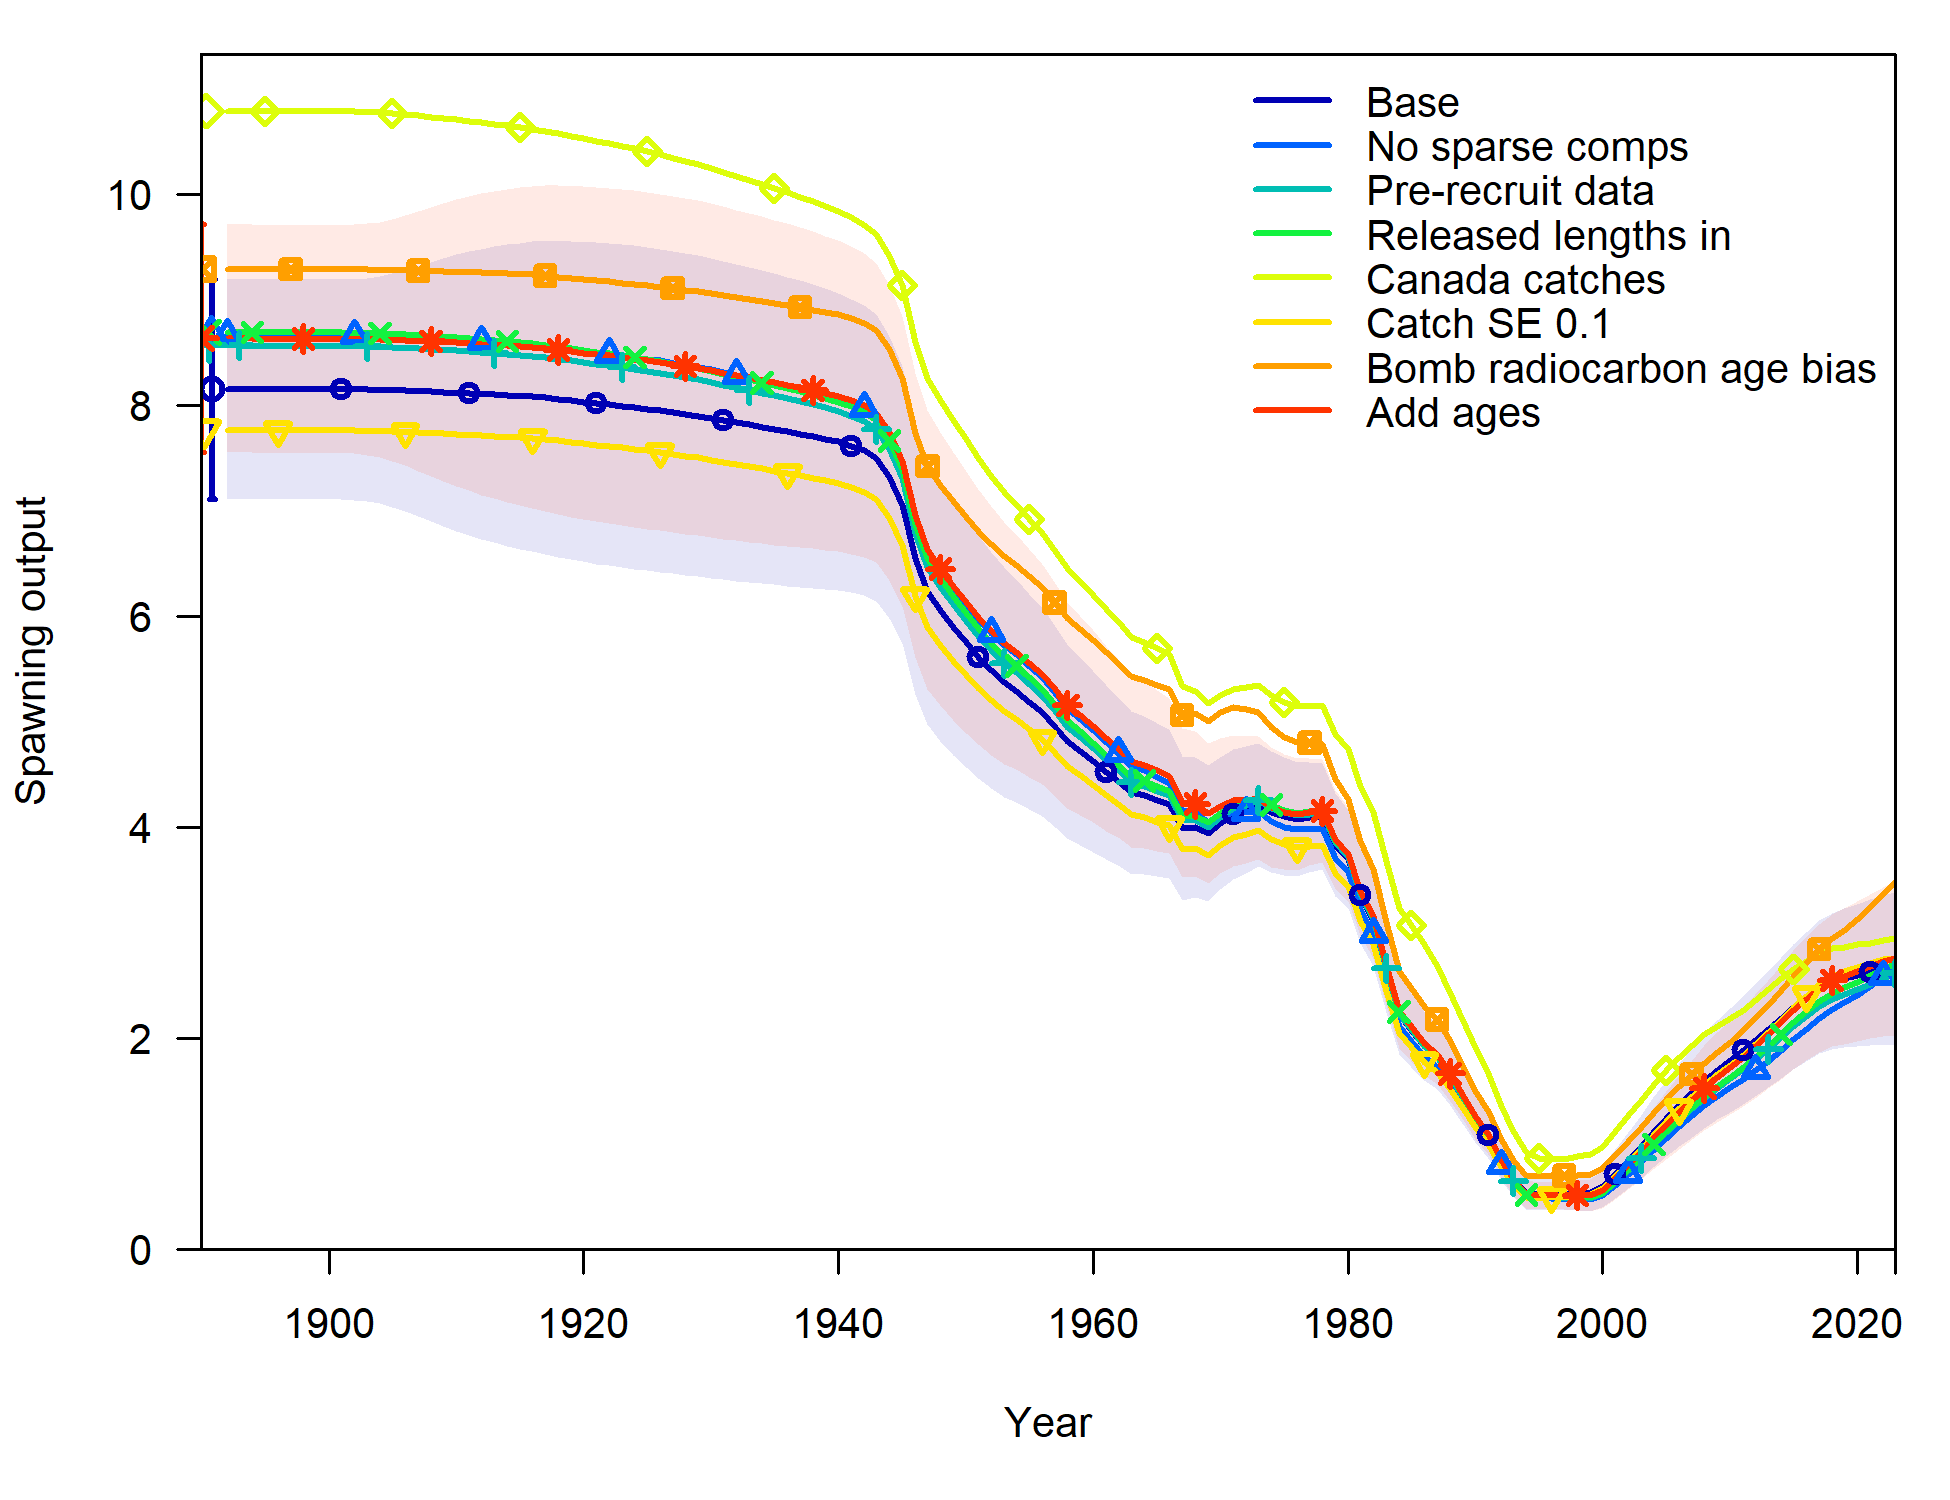 Base
No sparse comps
Pre-recruit data
Released lengths in
Canada catches
Catch SE 0.1
Bomb radiocarbon age bias
Add ages
Spawning output
10
8
6
4
2
0
1900 1920 1940 1960 1980 2000 2020
Year